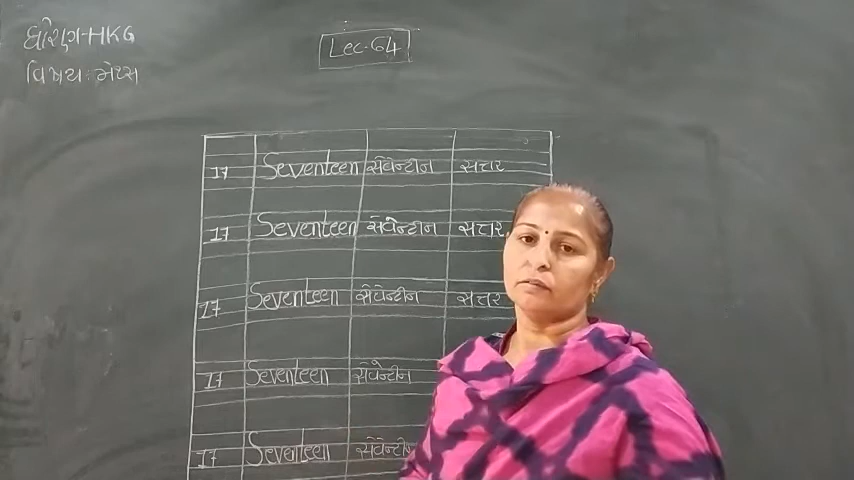 ધોરણ-HKG
Lec-64
વિષય:મેથ્સ
17 Seventeen સેવેન્ટીન સત્તર
17 Seventeen સેવેન્ટીન સત્તર
17 Seventeen સેવેન્ટીન સત્તર
17 Seventeen સેવેન્ટીન
17 Seventeen સેવેન્ટીન